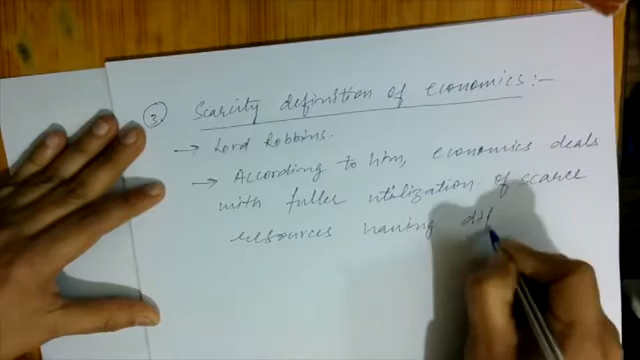 3. Scarcity definition of economics:-
→ Lord Robbins.
→ According to him, economics deals
with fuller utilization of scarce
resources having dif